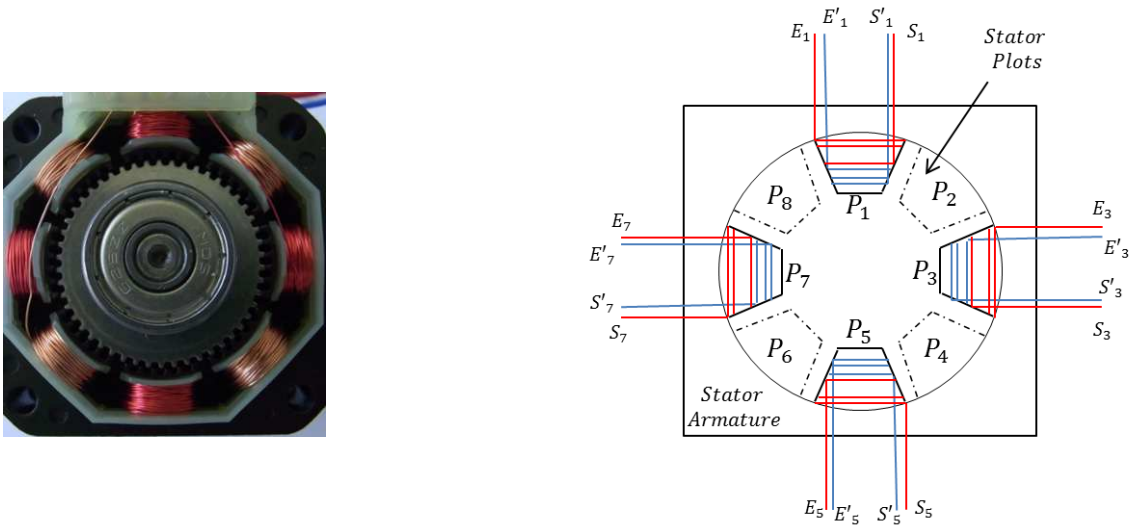 E'₁ S'₁
E₁ S₁
Stator
Plots
P₈ P₂
P₁
E₇ E₃
E'₇ P₇ P₃ E'₃
S'₇ S'₃
S₇ S₃
P₅
P₆ P₄
Stator
Armature
E₅ E'₅ S'₅ S₅